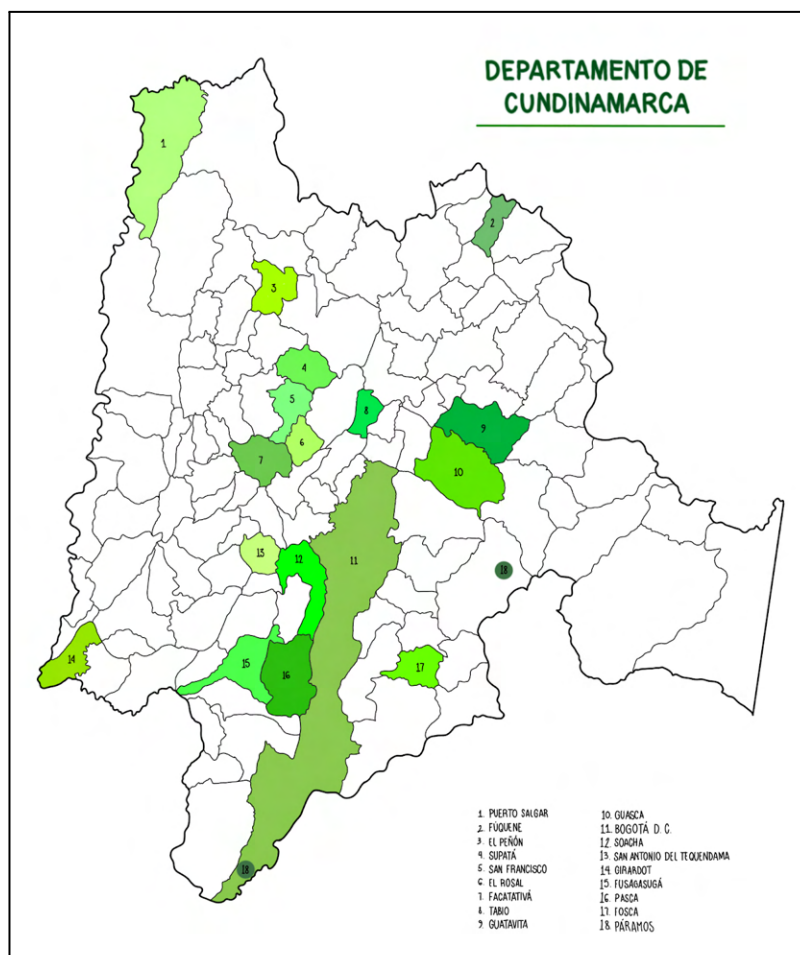 DEPARTAMENTO DE
CUNDINAMARCA
1
2
3
4
5
6
7
8
9
10
11
12
13
14
15
16
17
18
18
1. PUERTO SALGAR
2. FÚQUENE
3. EL PEÑÓN
4. SUPATÁ
5. SAN FRANCISCO
6. EL ROSAL
7. FACATATIVÁ
8. TABIO
9. GUATAVITA
10. GUASCA
11. BOGOTÁ D. C.
12. SOACHA
13. SAN ANTONIO DEL TEQUENDAMA
14. GIRARDOT
15. FUSAGASUGÁ
16. PASCA
17. FOSCA
18. PÁRAMOS